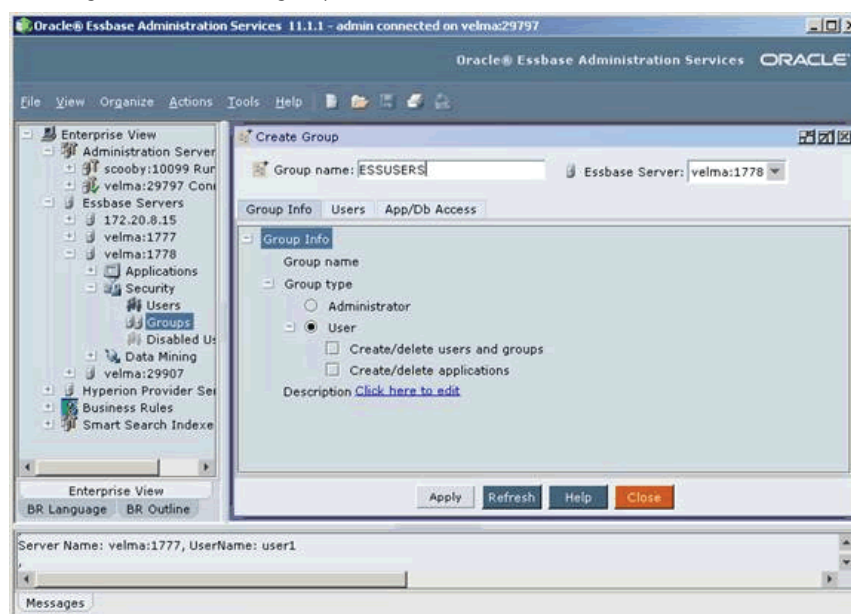 Oracle® Essbase Administration Services 11.1.1 - admin connected on velma:29797
Oracle® Essbase Administration Services ORACLE
File View Organize Actions Tools Help
Enterprise View
Administration Server
scooby:10099 Run
velma:29797 Conn
Essbase Servers
172.20.8.15
velma:1777
velma:1778
Applications
Security
Users
Groups
Disabled Us
Data Mining
velma:29907
Hyperion Provider Ser
Business Rules
Smart Search Indexe
Enterprise View
BR Language BR Outline
Create Group
Group name: ESSUSERS Essbase Server: velma:1778
Group Info Users App/Db Access
Group Info
Group name
Group type
Administrator
User
Create/delete users and groups
Create/delete applications
Description Click here to edit
Apply Refresh Help Close
Server Name: velma:1777, UserName: user1
,
Messages